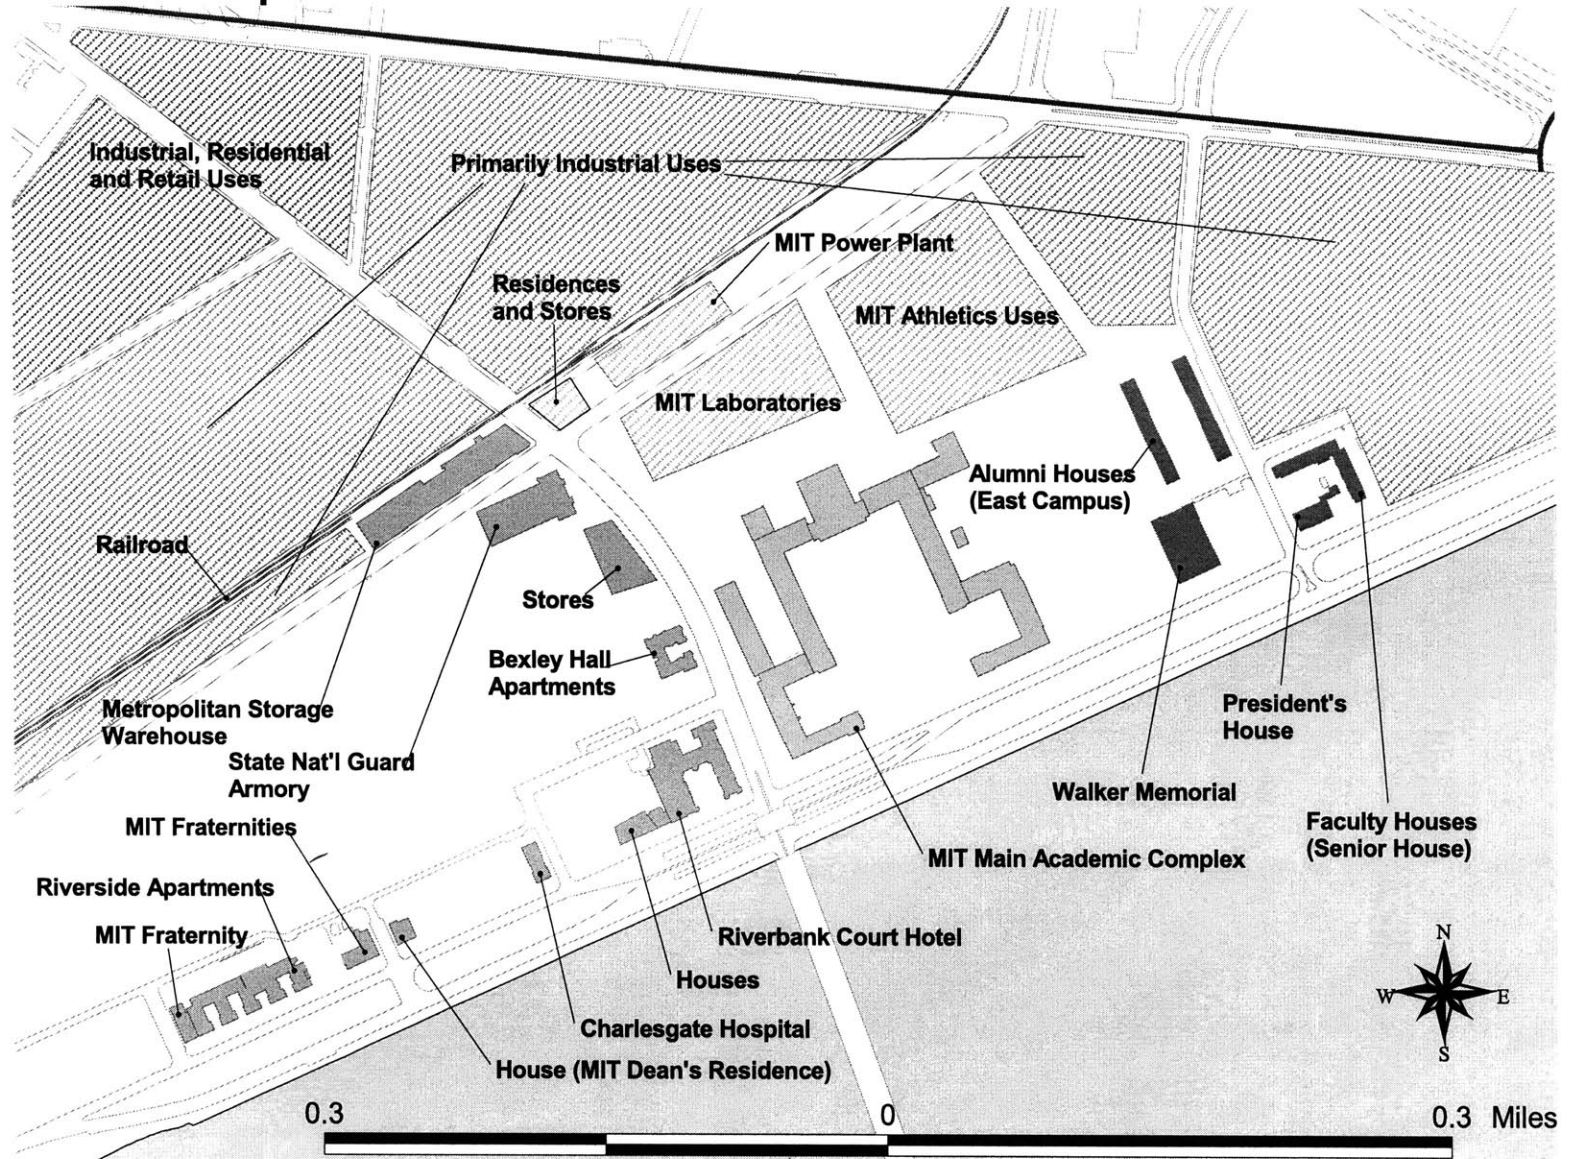 Industrial, Residential
and Retail Uses
Primarily Industrial Uses
MIT Power Plant
Residences
and Stores
MIT Athletics Uses
MIT Laboratories
Alumni Houses
(East Campus)
Railroad
Stores
Bexley Hall
Apartments
Metropolitan Storage
Warehouse
State Nat'l Guard
Armory
President's
House
Walker Memorial
MIT Fraternities
Faculty Houses
(Senior House)
MIT Main Academic Complex
Riverside Apartments
MIT Fraternity
Riverbank Court Hotel
Houses
Charlesgate Hospital
House (MIT Dean's Residence)
N
W E
S
0.3 0 0.3 Miles